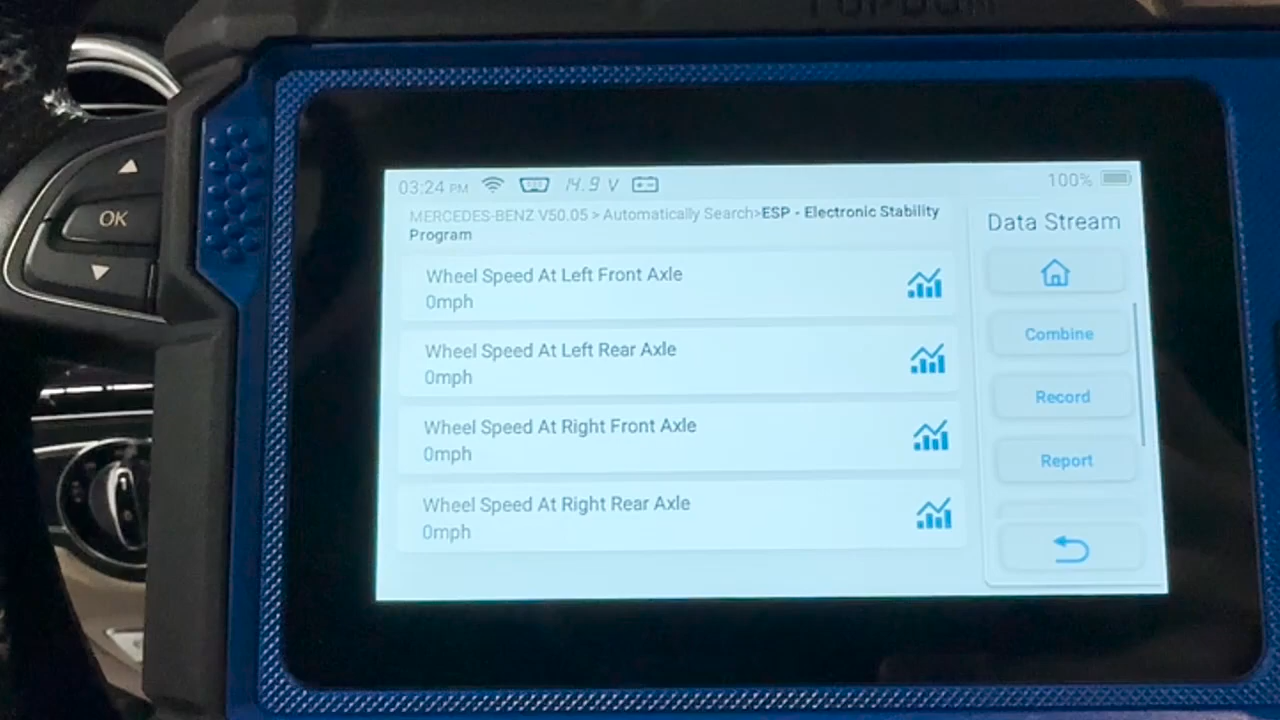 OK
03:24 PM 14.9 V 100%
MERCEDES-BENZ V50.05 > Automatically Search>ESP - Electronic Stability
Program
Data Stream
Wheel Speed At Left Front Axle
0mph
Wheel Speed At Left Rear Axle
0mph
Wheel Speed At Right Front Axle
0mph
Wheel Speed At Right Rear Axle
0mph
Combine
Record
Report